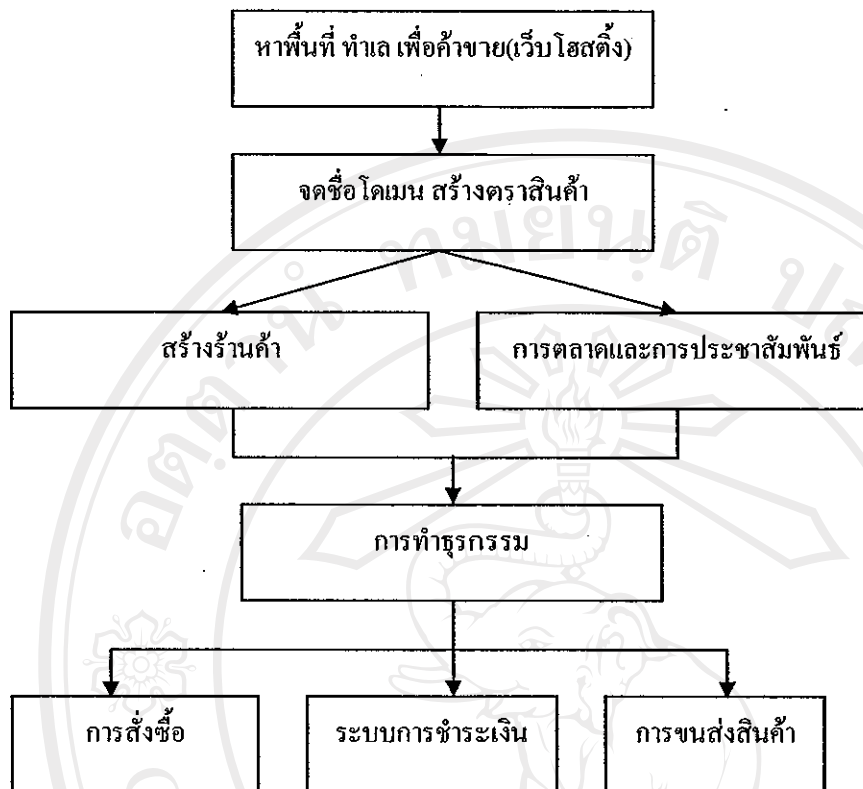 หาพื้นที่ ทำเล เพื่อค้าขาย(เว็บโฮสติ้ง)
จดชื่อโดเมน สร้างตราสินค้า
สร้างร้านค้า
การตลาดและการประชาสัมพันธ์
การทำธุรกรรม
การสั่งซื้อ
ระบบการชำระเงิน
การขนส่งสินค้า